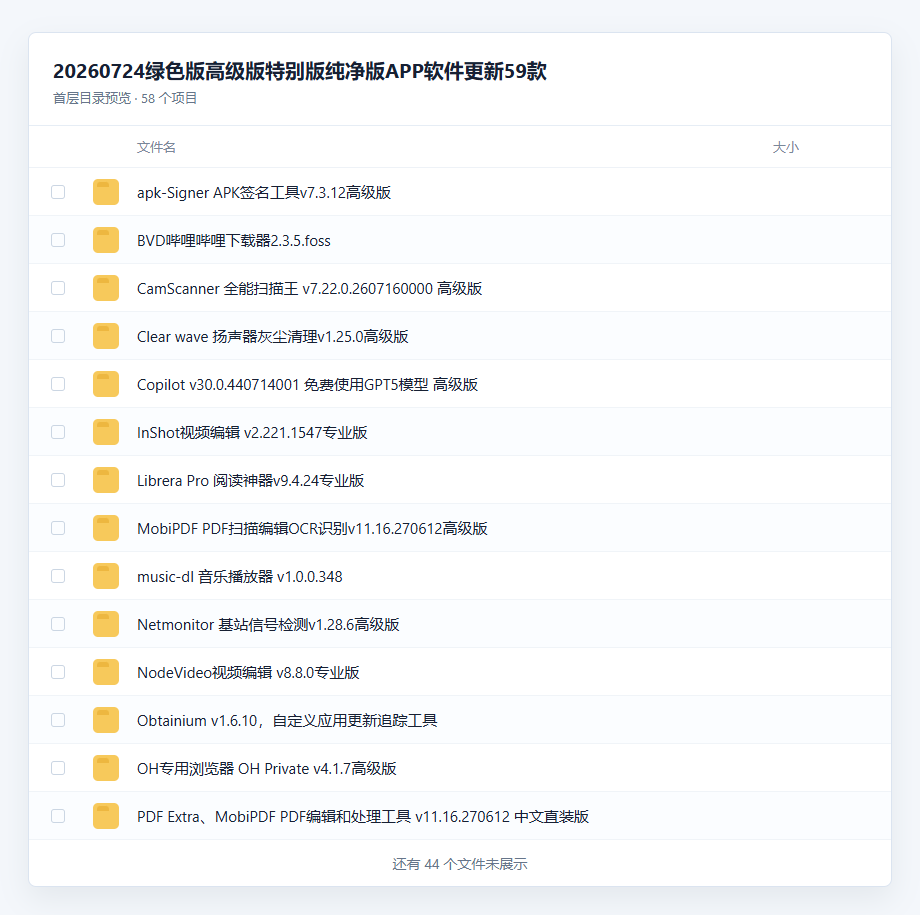 20260724绿色版高级版特别版纯净版APP软件更新59款
首层目录预览 · 58 个项目
文件名 大小
apk-Signer APK签名工具v7.3.12高级版
BVD哔哩哔哩下载器2.3.5.foss
CamScanner 全能扫描王 v7.22.0.2607160000 高级版
Clear wave 扬声器灰尘清理v1.25.0高级版
Copilot v30.0.440714001 免费使用GPT5模型 高级版
InShot视频编辑 v2.221.1547专业版
Librera Pro 阅读神器v9.4.24专业版
MobiPDF PDF扫描编辑OCR识别v11.16.270612高级版
music-dl 音乐播放器 v1.0.0.348
Netmonitor 基站信号检测v1.28.6高级版
NodeVideo视频编辑 v8.8.0专业版
Obtainium v1.6.10，自定义应用更新追踪工具
OH专用浏览器 OH Private v4.1.7高级版
PDF Extra、MobiPDF PDF编辑和处理工具 v11.16.270612 中文直装版
还有 44 个文件未展示